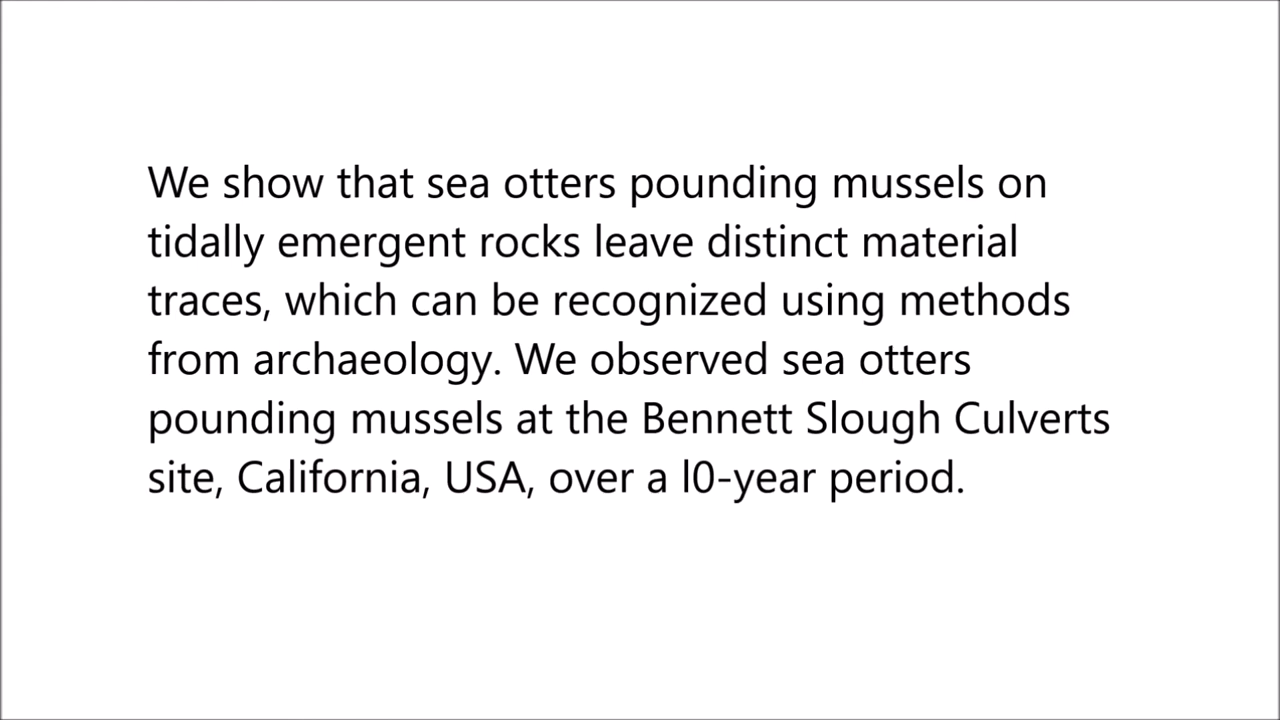 We show that sea otters pounding mussels on
tidally emergent rocks leave distinct material
traces, which can be recognized using methods
from archaeology. We observed sea otters
pounding mussels at the Bennett Slough Culverts
site, California, USA, over a l0-year period.